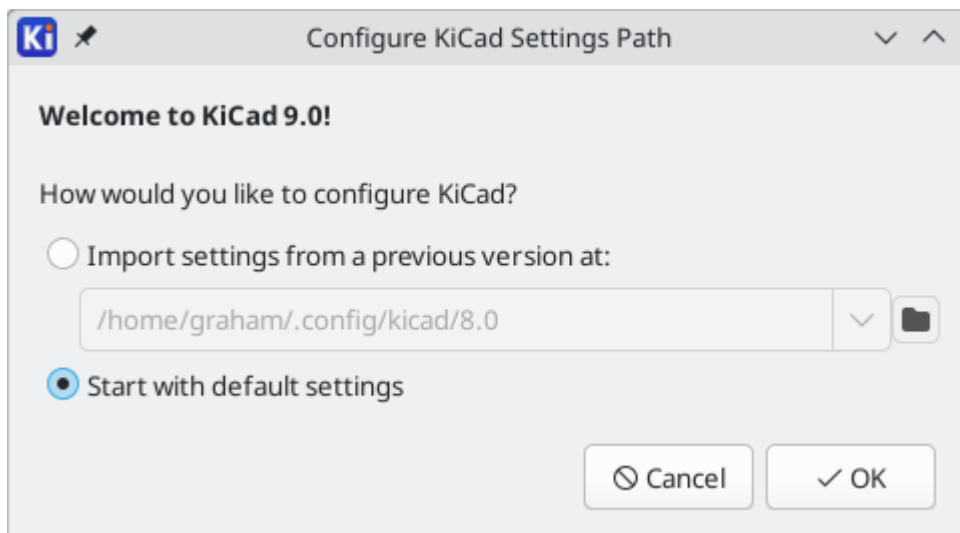 Ki
Configure KiCad Settings Path
Welcome to KiCad 9.0!
How would you like to configure KiCad?
Import settings from a previous version at:
/home/graham/.config/kicad/8.0
Start with default settings
Cancel
OK